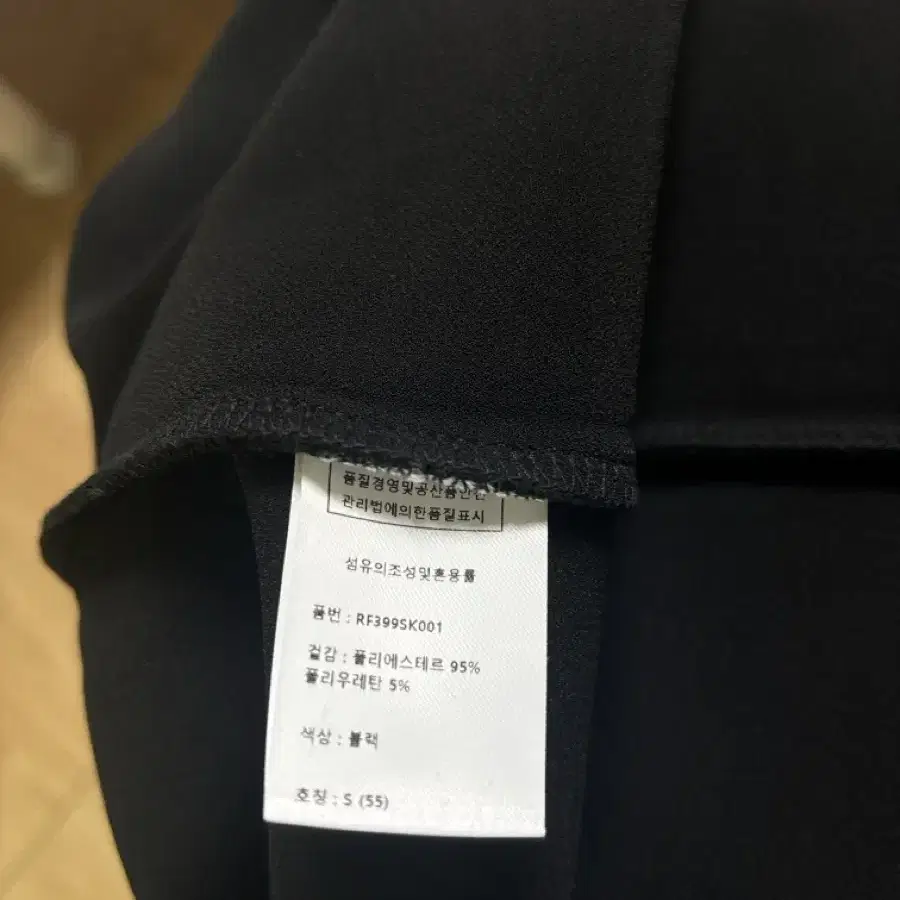 품질경영및공산품안전
관리법에의한품질표시
섬유의조성및혼용률
품번 : RF399SK001
겉감 : 폴리에스테르 95%
폴리우레탄 5%
색상 : 블랙
호칭 : S (55)